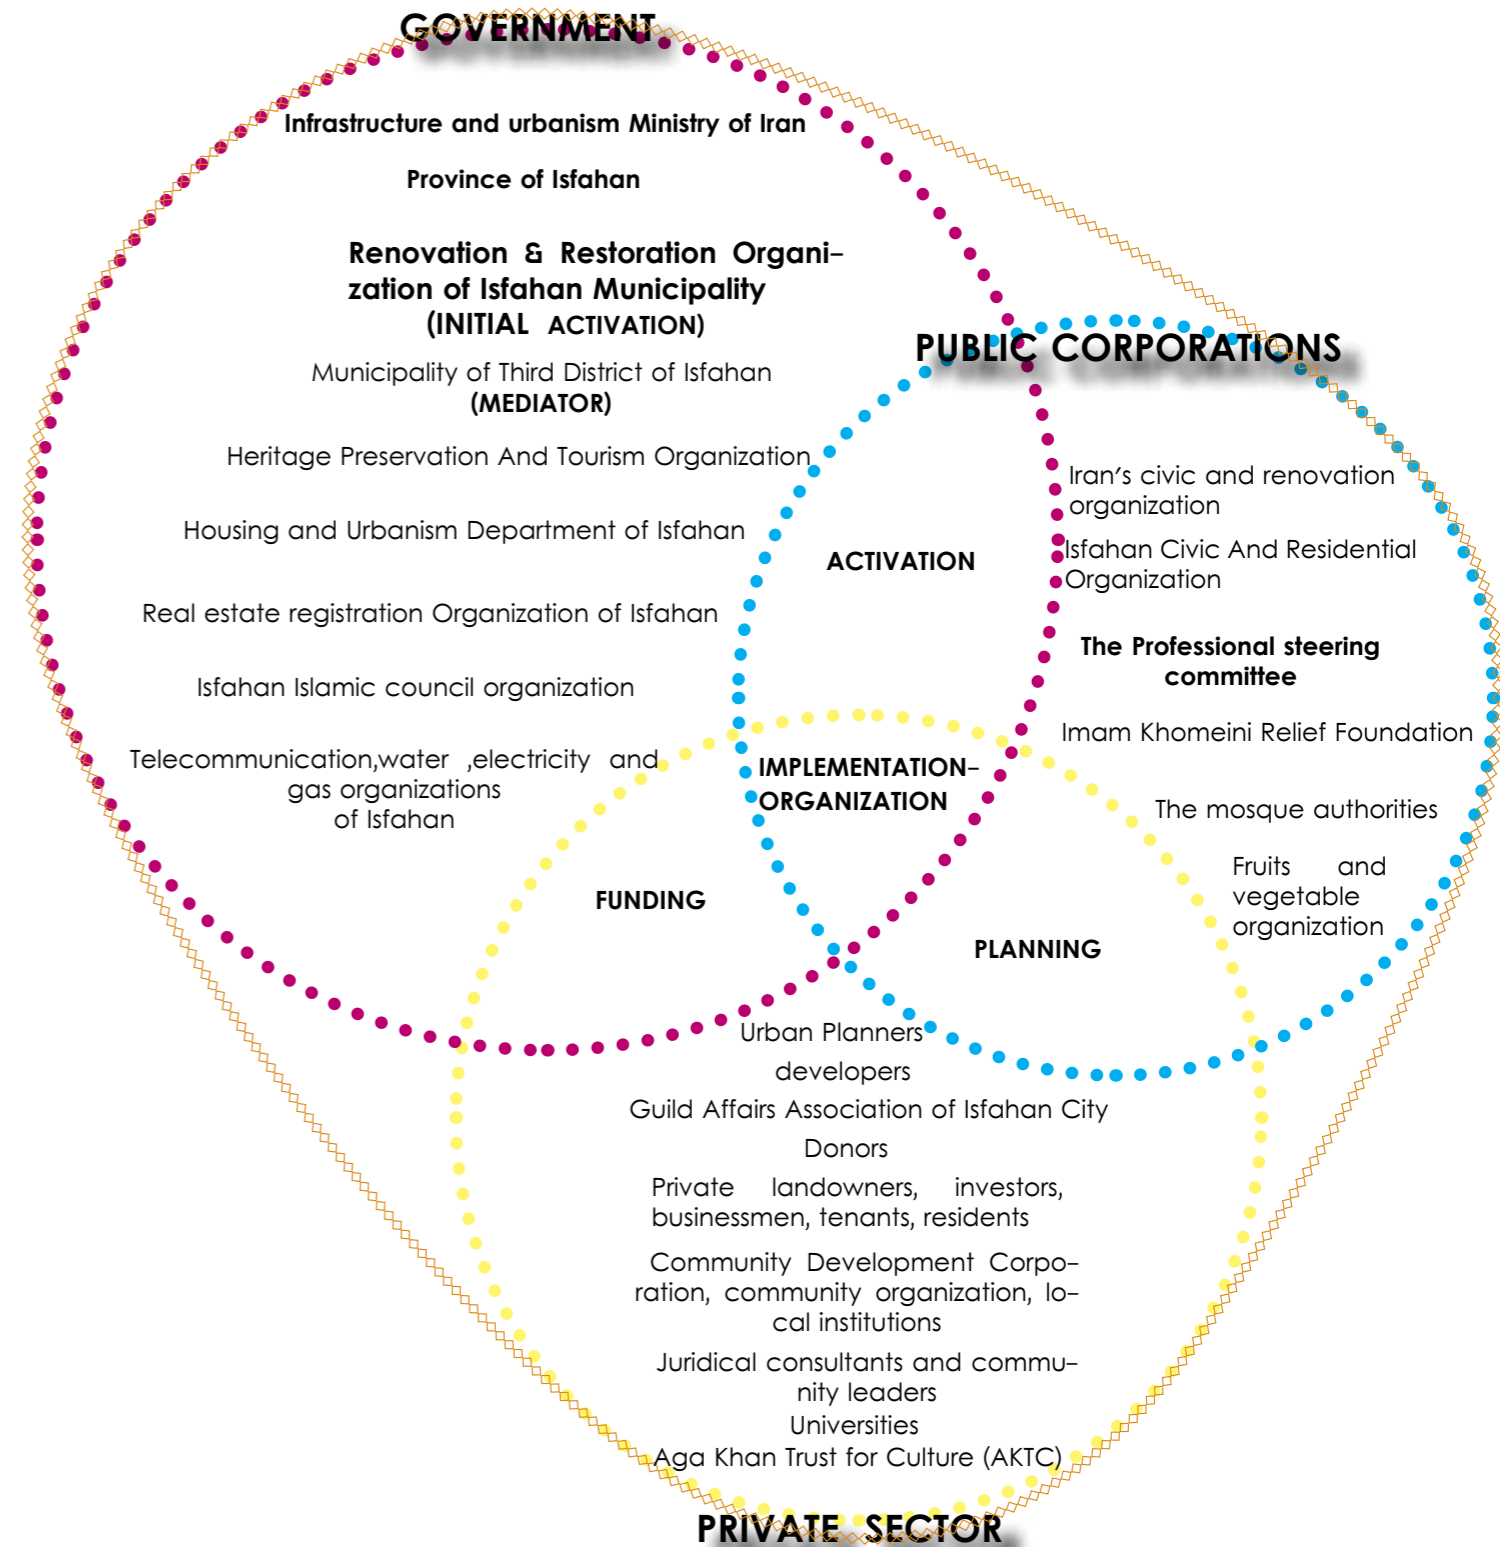 GOVERNMENT
Infrastructure and urbanism Ministry of Iran
Province of Isfahan
Renovation & Restoration Organi-
zation of Isfahan Municipality
(INITIAL ACTIVATION)
Municipality of Third District of Isfahan
(MEDIATOR)
Heritage Preservation And Tourism Organization
Housing and Urbanism Department of Isfahan
Real estate registration Organization of Isfahan
Isfahan Islamic council organization
Telecommunication,water ,electricity and
gas organizations
of Isfahan
PUBLIC CORPORATIONS
Iran's civic and renovation
organization
Isfahan Civic And Residential
Organization
The Professional steering
committee
Imam Khomeini Relief Foundation
The mosque authorities
Fruits and
vegetable
organization
ACTIVATION
IMPLEMENTATION-
ORGANIZATION
FUNDING
PLANNING
Urban Planners
developers
Guild Affairs Association of Isfahan City
Donors
Private landowners, investors,
businessmen, tenants, residents
Community Development Corpo-
ration, community organization, lo-
cal institutions
Juridical consultants and commu-
nity leaders
Universities
Aga Khan Trust for Culture (AKTC)
PRIVATE SECTOR